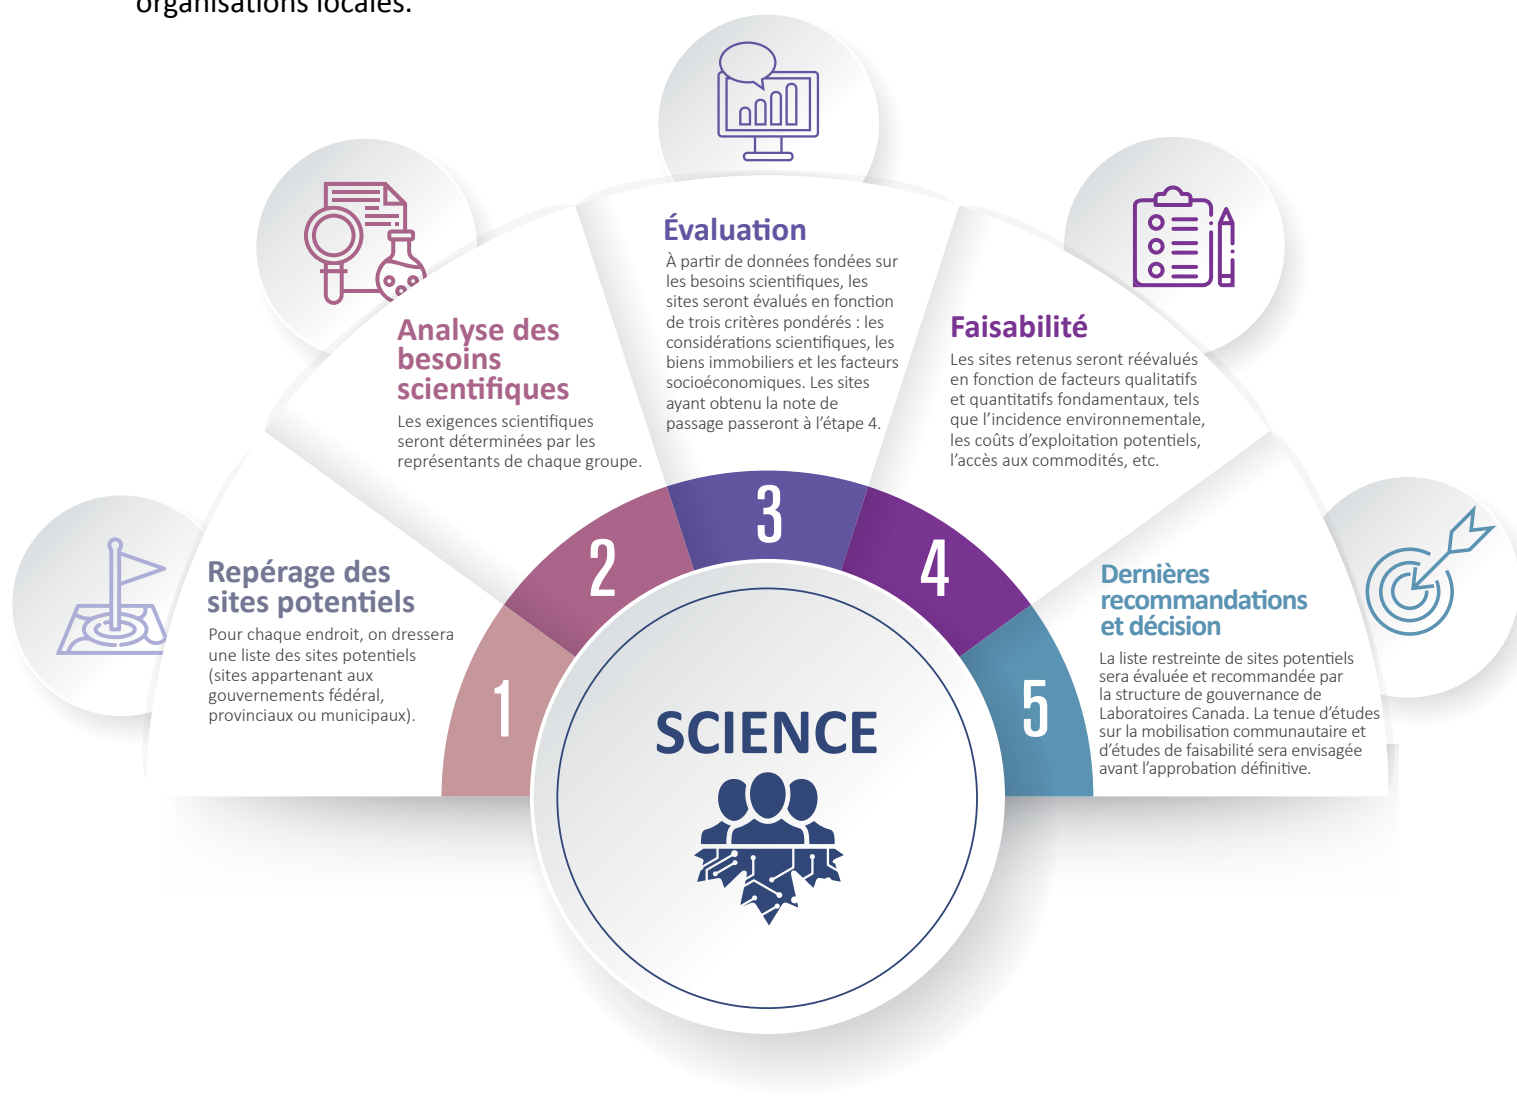 organisations locales.
Repérage des
sites potentiels
Pour chaque endroit, on dressera
une liste des sites potentiels
(sites appartenant aux
gouvernements fédéral,
provinciaux ou municipaux).
1
Analyse des
besoins
scientifiques
Les exigences scientifiques
seront déterminées par les
représentants de chaque groupe.
2
Évaluation
À partir de données fondées sur
les besoins scientifiques, les
sites seront évalués en fonction
de trois critères pondérés : les
considérations scientifiques, les
biens immobiliers et les facteurs
socioéconomiques. Les sites
ayant obtenu la note de
passage passeront à l’étape 4.
3
Faisabilité
Les sites retenus seront réévalués
en fonction de facteurs qualitatifs
et quantitatifs fondamentaux, tels
que l’incidence environnementale,
les coûts d’exploitation potentiels,
l’accès aux commodités, etc.
4
Dernières
recommandations
et décision
La liste restreinte de sites potentiels
sera évaluée et recommandée par
la structure de gouvernance de
Laboratoires Canada. La tenue d’études
sur la mobilisation communautaire et
d’études de faisabilité sera envisagée
avant l’approbation définitive.
5
SCIENCE